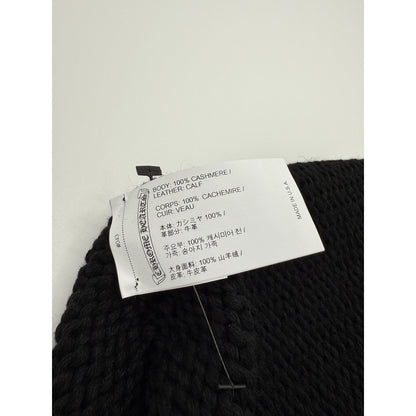 BODY: 100% CASHMERE /
LEATHER: CALF
CORPS: 100% CACHEMIRE /
CUIR: VEAU
本体: カシミヤ 100% /
革部分: 牛革
주요부: 100% 캐시미어 천 /
가죽: 송아지 가죽
大身面料: 100% 山羊绒 /
皮革: 牛皮革
CHROME HEARTS
MADE IN U.S.A